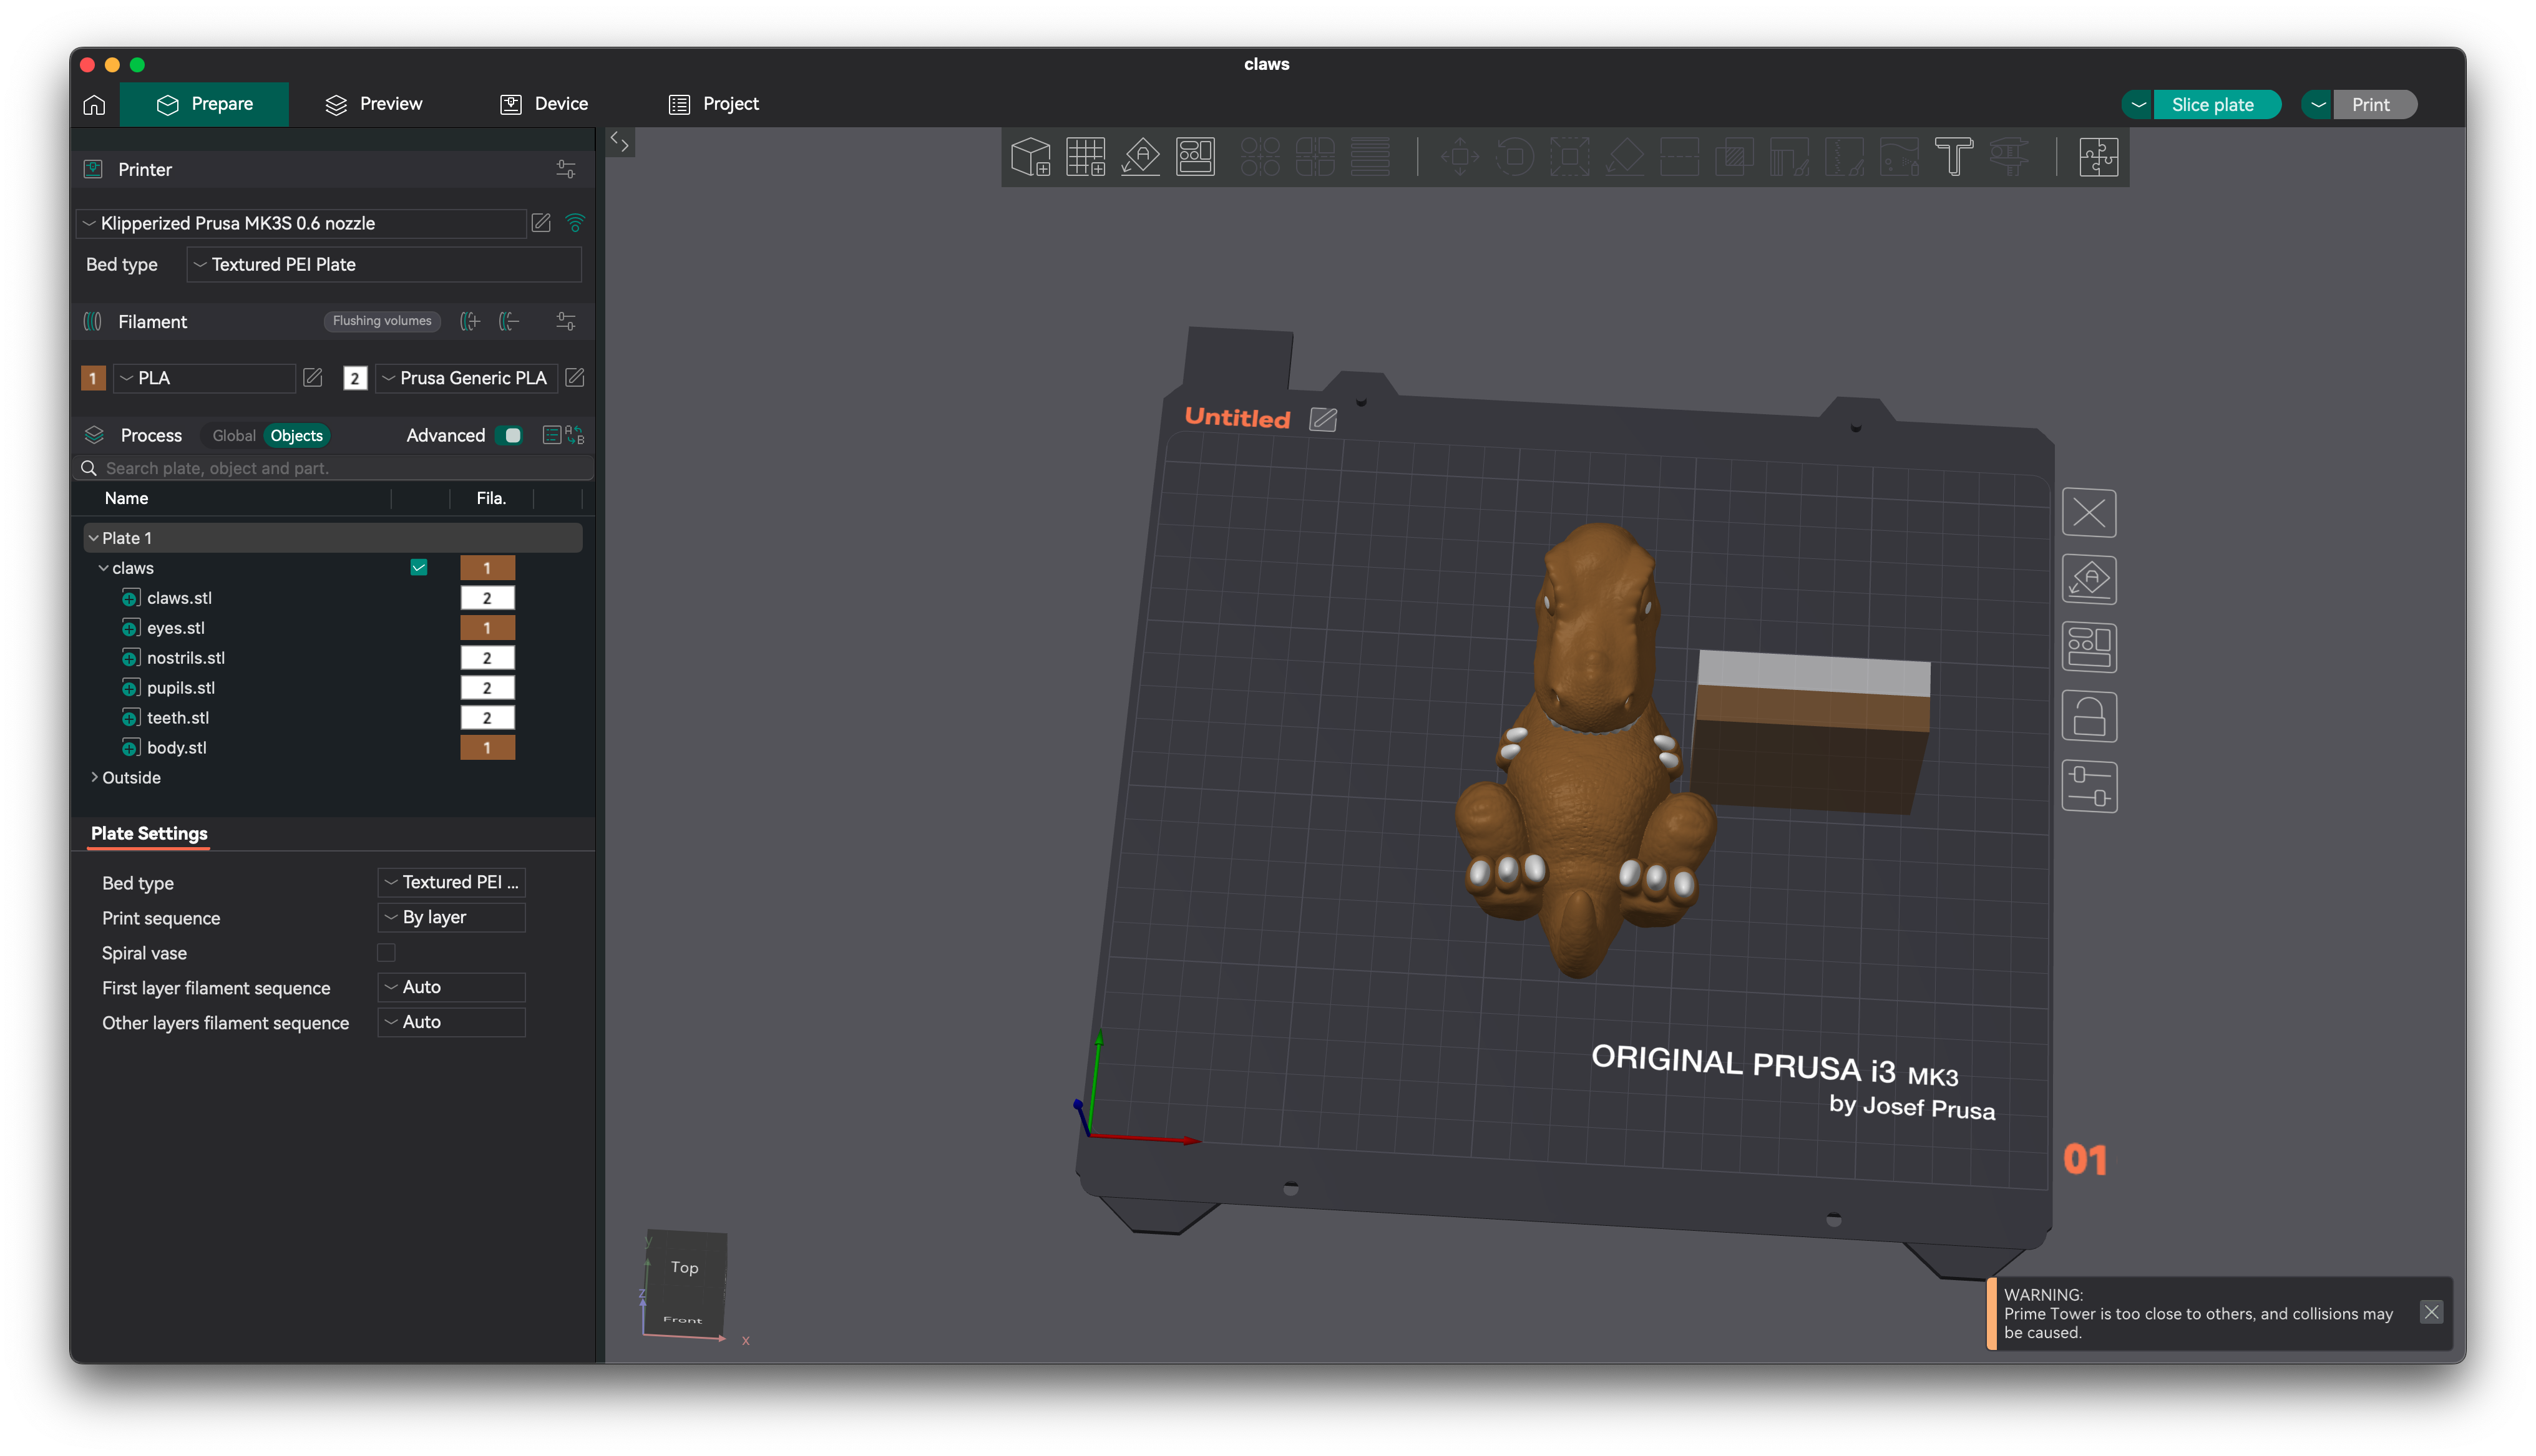 claws
Prepare
Preview
Device
Project
Slice plate
Print
Printer
Klipperized Prusa MK3S 0.6 nozzle
Bed type
Textured PEI Plate
Filament
Flushing volumes
1
PLA
2
Prusa Generic PLA
Process
Global
Objects
Advanced
A
B
Search plate, object and part.
Name
Fila.
Plate 1
claws
1
claws.stl
2
eyes.stl
1
nostrils.stl
2
pupils.stl
2
teeth.stl
2
body.stl
1
Outside
Plate Settings
Bed type
Textured PEI ...
Print sequence
By layer
Spiral vase
First layer filament sequence
Auto
Other layers filament sequence
Auto
Untitled
ORIGINAL PRUSA i3 MK3
by Josef Prusa
01
y
Top
z
Front
x
WARNING:
Prime Tower is too close to others, and collisions may
be caused.